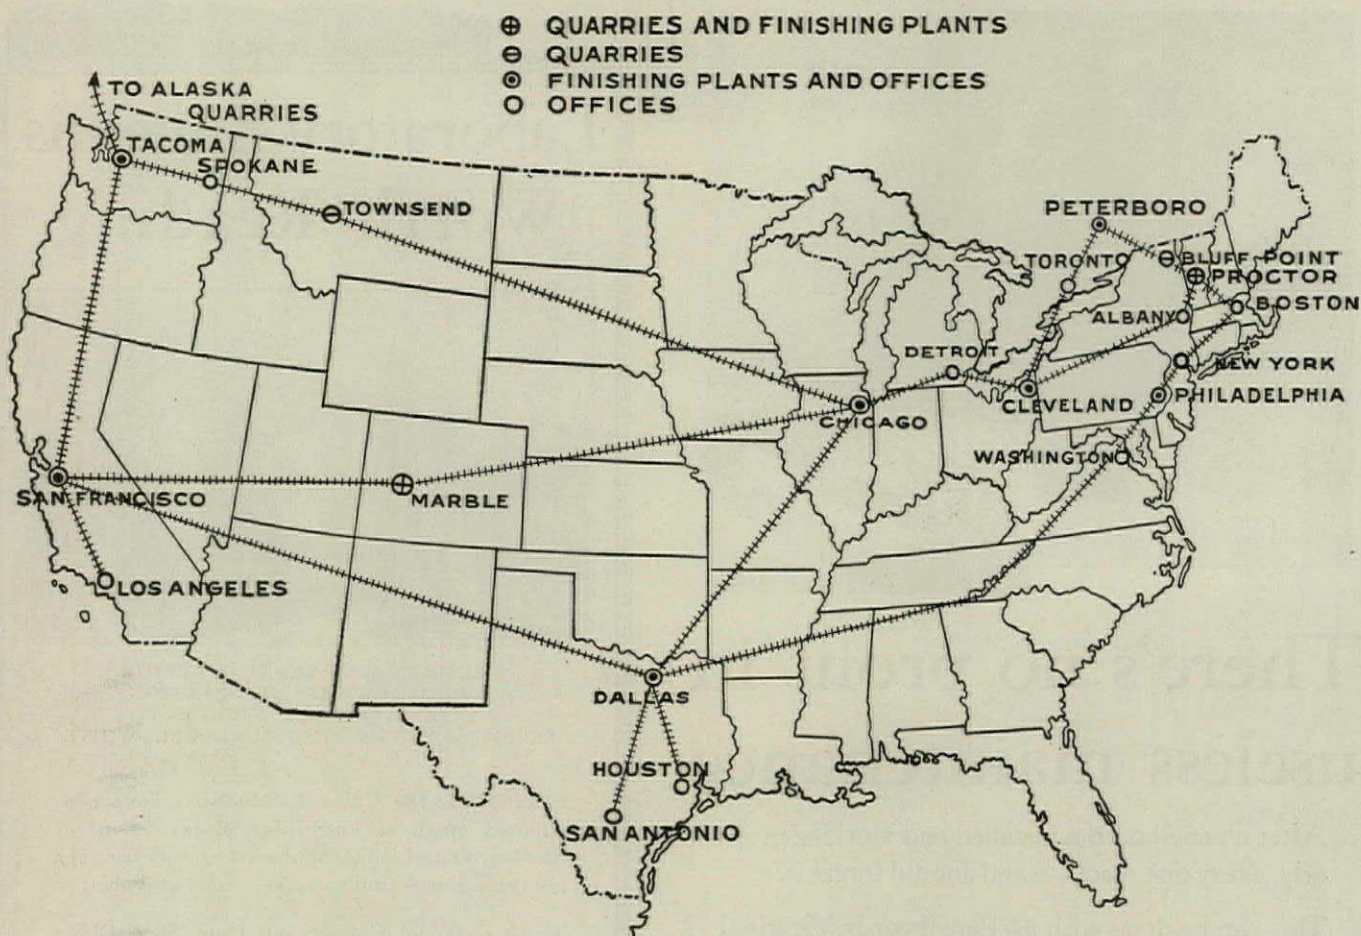 QUARRIES AND FINISHING PLANTS
QUARRIES
FINISHING PLANTS AND OFFICES
OFFICES
TO ALASKA
QUARRIES
TACOMA
SPOKANE
TOWNSEND
PETERBORO
TORONTO
BLUFF POINT
PROCTOR
BOSTON
ALBANY
DETROIT
NEW YORK
CLEVELAND
PHILADELPHIA
CHICAGO
WASHINGTON
SAN FRANCISCO
MARBLE
LOS ANGELES
DALLAS
HOUSTON
SAN ANTONIO